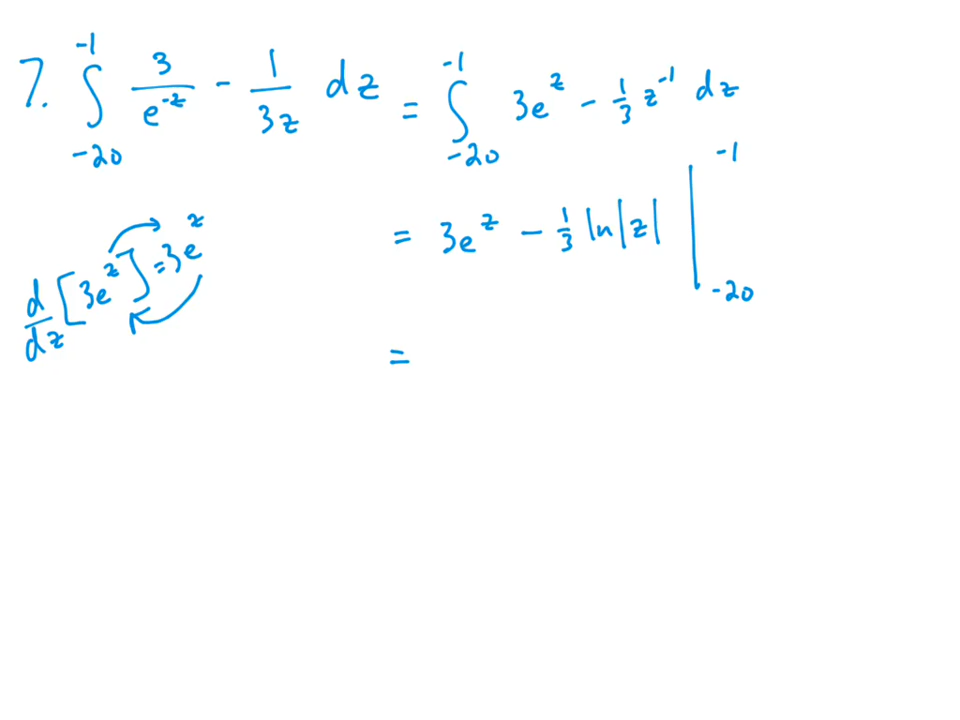 7. ∫_{-20}^{-1} 3/e^{-z} - 1/(3z) dz = ∫_{-20}^{-1} 3e^z - 1/3 z^{-1} dz
= 3e^z - 1/3 ln|z| |_{-20}^{-1}
d/dz [3e^z] = 3e^z
=